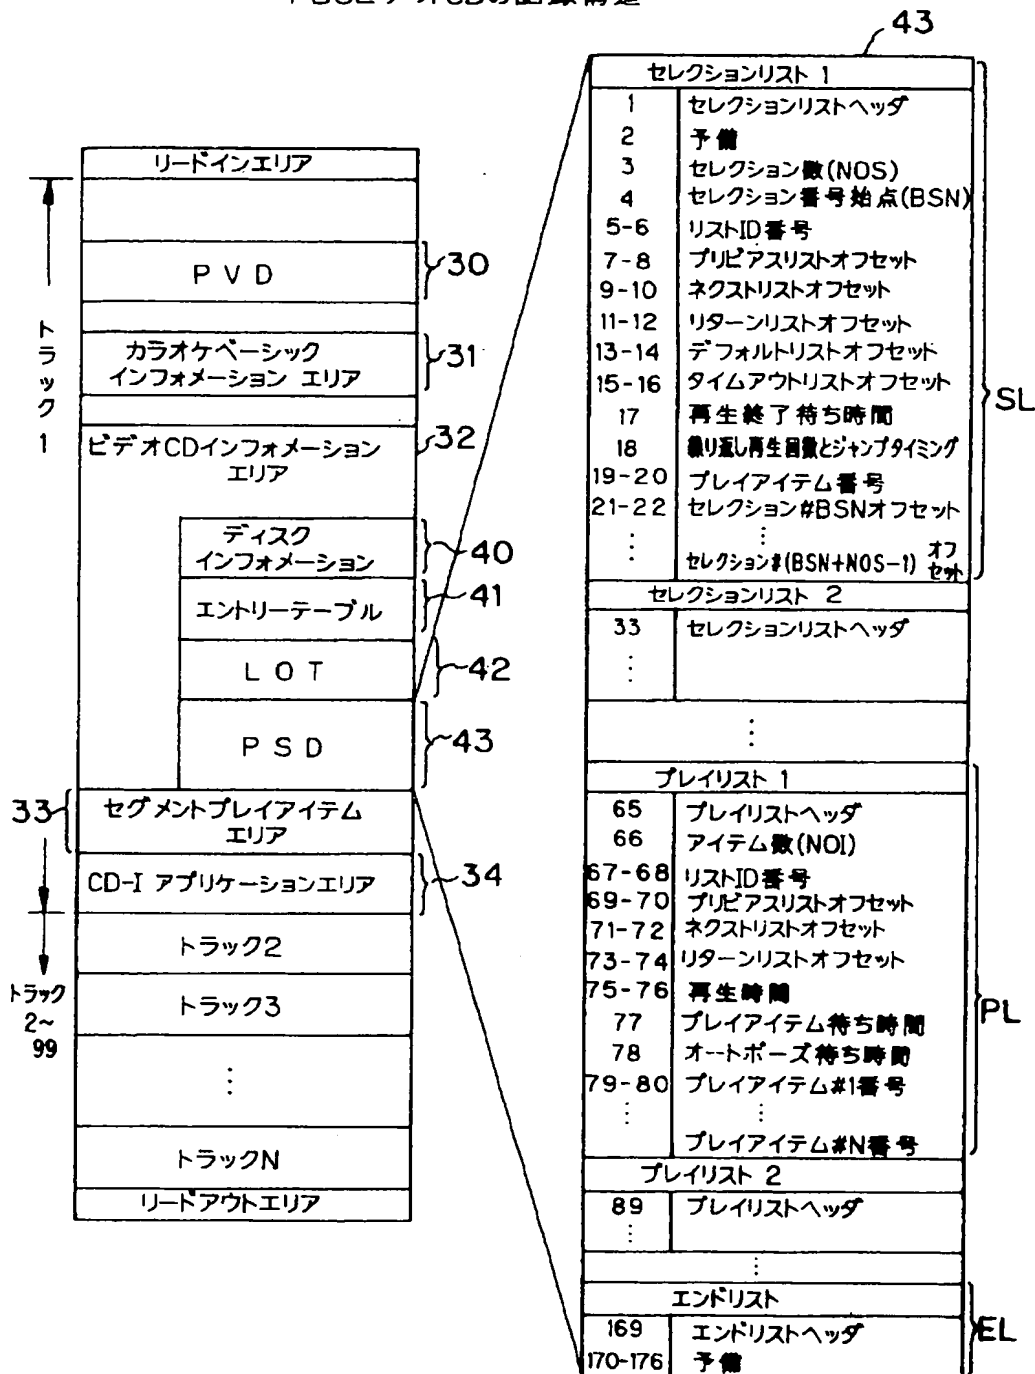 43
リードインエリア
トラック1
PVD
30
カラオケベーシック
インフォメーション エリア
31
ビデオCDインフォメーション
エリア
32
ディスク
インフォメーション
40
エントリーテーブル
41
LOT
42
PSD
43
33
セグメントプレイアイテム
エリア
CD-I アプリケーションエリア
34
トラック2
トラック
2~
99
トラック3
⋮
トラックN
リードアウトエリア
セレクションリスト 1
1 セレクションリストヘッダ
2 予備
3 セレクション数(NOS)
4 セレクション番号始点(BSN)
5-6 リストID番号
7-8 プリビアスリストオフセット
9-10 ネクストリストオフセット
11-12 リターンリストオフセット
13-14 デフォルトリストオフセット
15-16 タイムアウトリストオフセット
17 再生終了待ち時間
18 繰り返し再生回数とジャンプタイミング
19-20 プレイアイテム番号
21-22 セレクション#BSNオフセット
⋮ ⋮
セレクション#(BSN+NOS-1) オフセット
SL
セレクションリスト 2
33 セレクションリストヘッダ
⋮
⋮
プレイリスト 1
65 プレイリストヘッダ
66 アイテム数(NOI)
67-68 リストID番号
69-70 プリビアスリストオフセット
71-72 ネクストリストオフセット
73-74 リターンリストオフセット
75-76 再生時間
77 プレイアイテム待ち時間
78 オートポーズ待ち時間
79-80 プレイアイテム#1番号
⋮ ⋮
プレイアイテム#N番号
PL
プレイリスト 2
89 プレイリストヘッダ
⋮
⋮
エンドリスト
169 エンドリストヘッダ
170-176 予備
EL